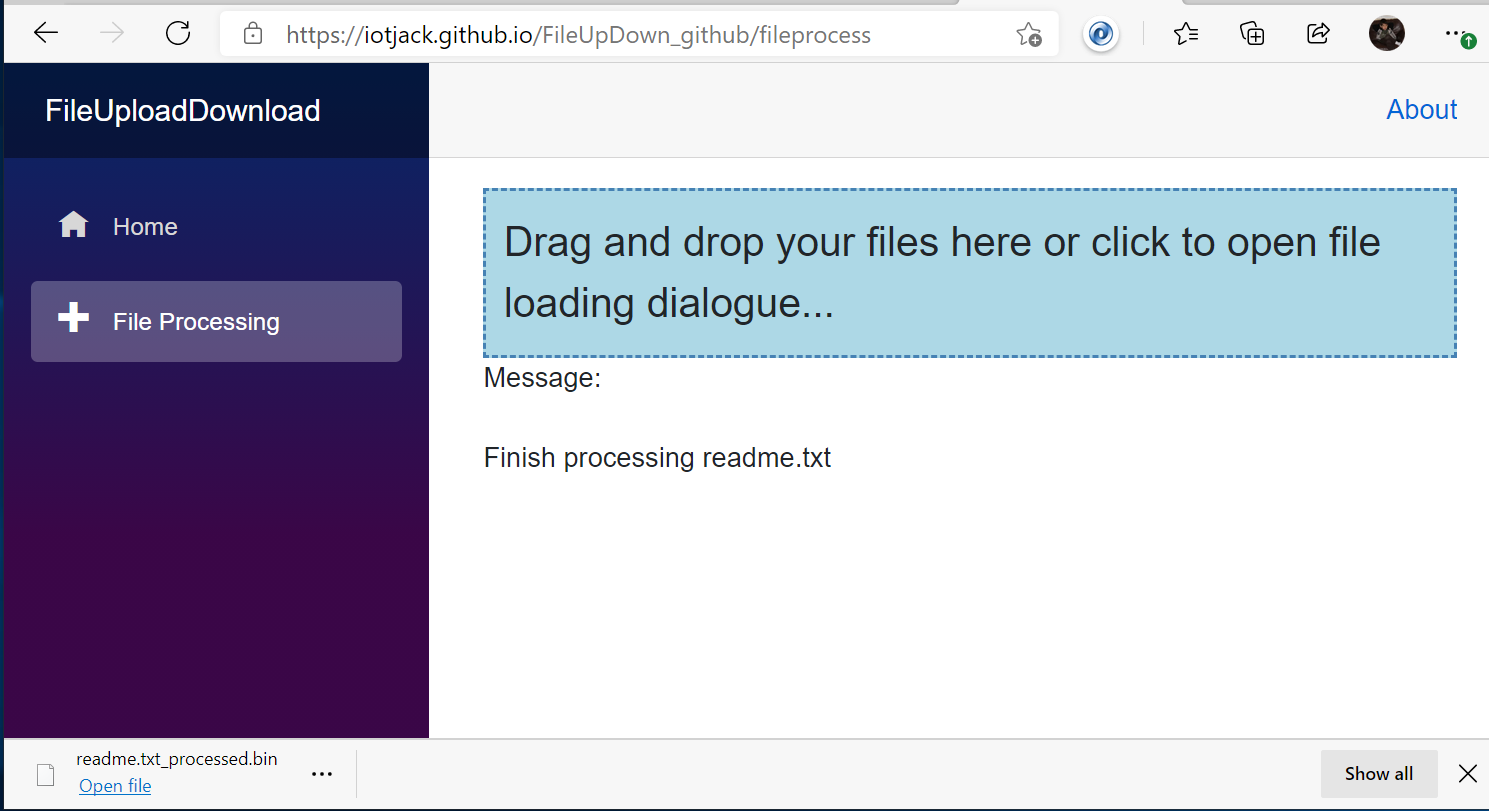 https://iotjack.github.io/FileUpDown_github/fileprocess
FileUploadDownload
About
Home
File Processing
Drag and drop your files here or click to open file
loading dialogue...
Message:
Finish processing readme.txt
readme.txt_processed.bin
Open file
Show all